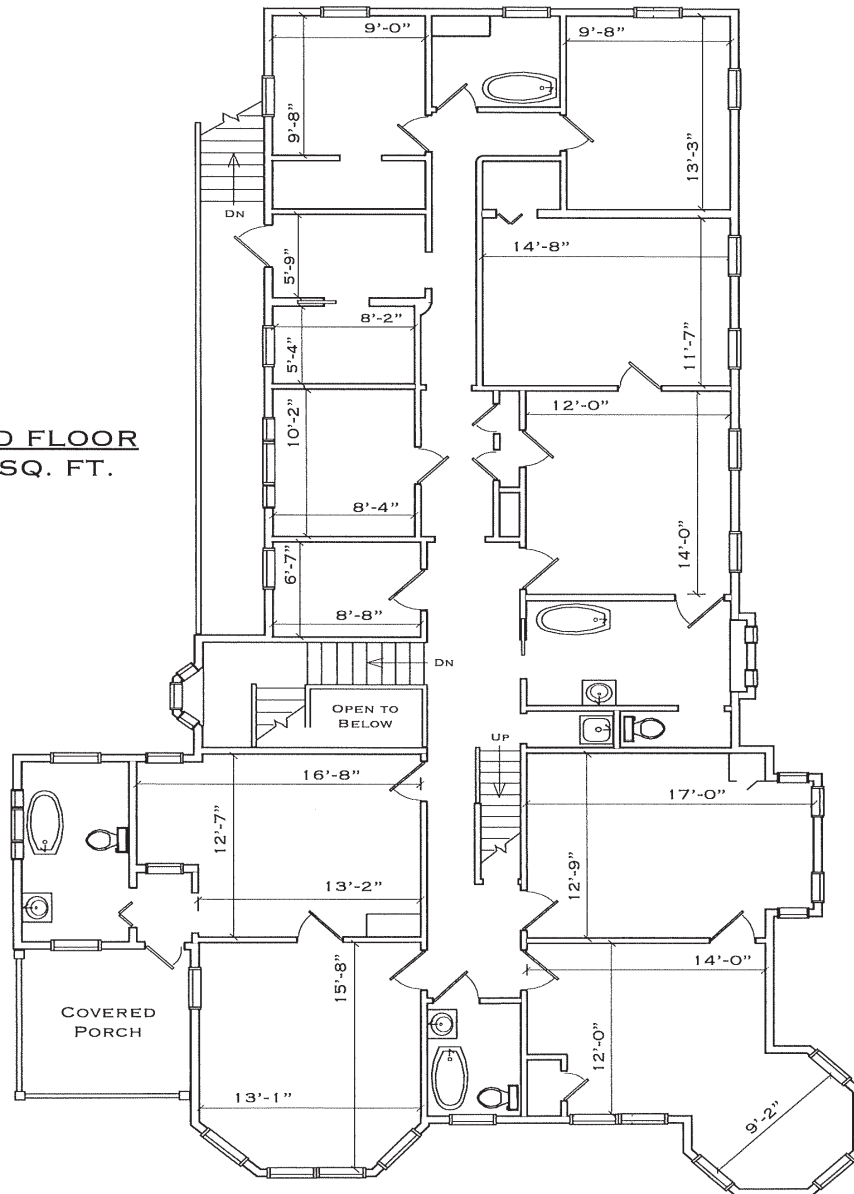 9'-0"
9'-8"
9'-8"
13'-3"
DN
5'-9"
14'-8"
8'-2"
5'-4"
11'-7"
12'-0"
10'-2"
FLOOR
SQ. FT.
8'-4"
14'-0"
6'-7"
8'-8"
DN
OPEN TO
BELOW
UP
16'-8"
17'-0"
12'-7"
12'-9"
13'-2"
14'-0"
15'-8"
COVERED
PORCH
12'-0"
13'-1"
9'-2"